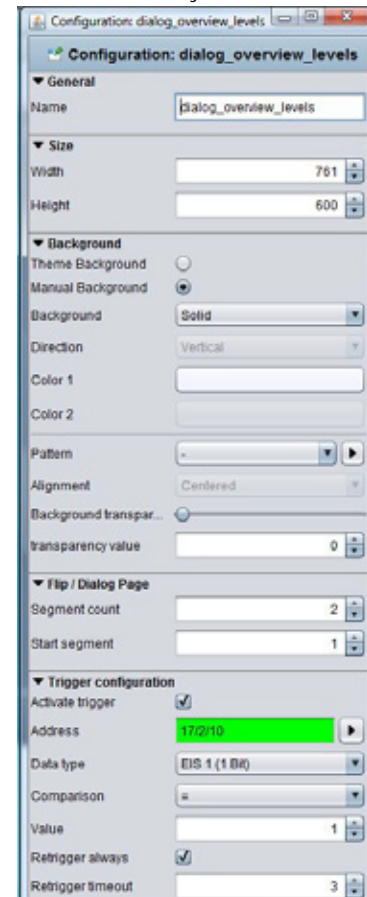 Configuration: dialog_overview_levels
Configuration: dialog_overview_levels
General
Name dialog_overview_levels
Size
Width 761
Height 600
Background
Theme Background
Manual Background
Background Solid
Direction Vertical
Color 1
Color 2
Pattern -
Alignment Centered
Background transpar...
transparency value 0
Flip / Dialog Page
Segment count 2
Start segment 1
Trigger configuration
Activate trigger
Address 17/2/10
Data type EIS 1 (1 Bit)
Comparison =
Value 1
Retrigger always
Retrigger timeout 3